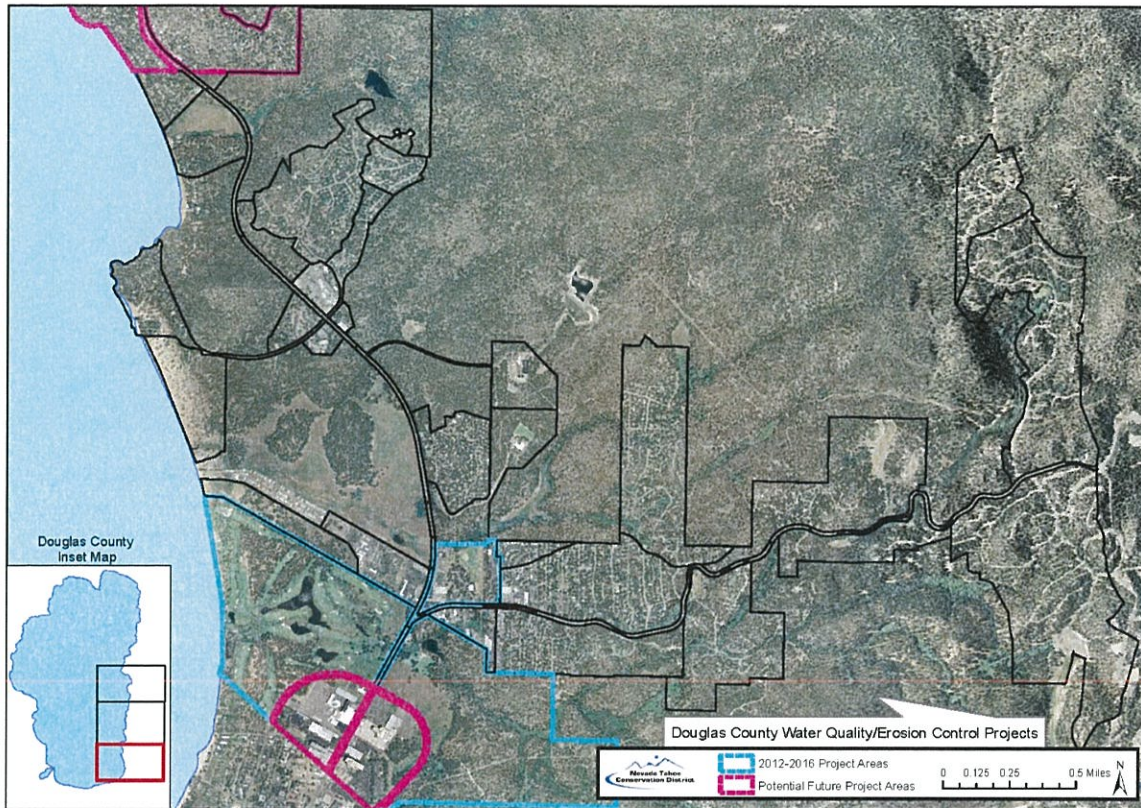 Douglas County
Inset Map
Douglas County Water Quality/Erosion Control Projects
Nevada Tahoe
Conservation District
2012-2016 Project Areas
Potential Future Project Areas
0 0.125 0.25 0.5 Miles
N